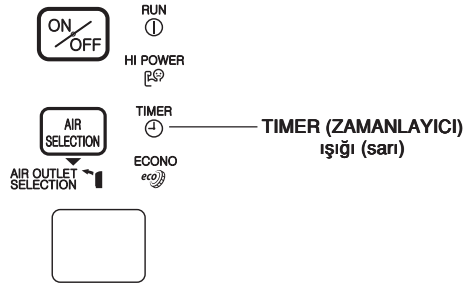 ON/OFF
RUN
HI POWER
AIR
SELECTION
TIMER
TIMER (ZAMANLAYICI)
ışığı (sarı)
AIR OUTLET
SELECTION
ECONO
eco